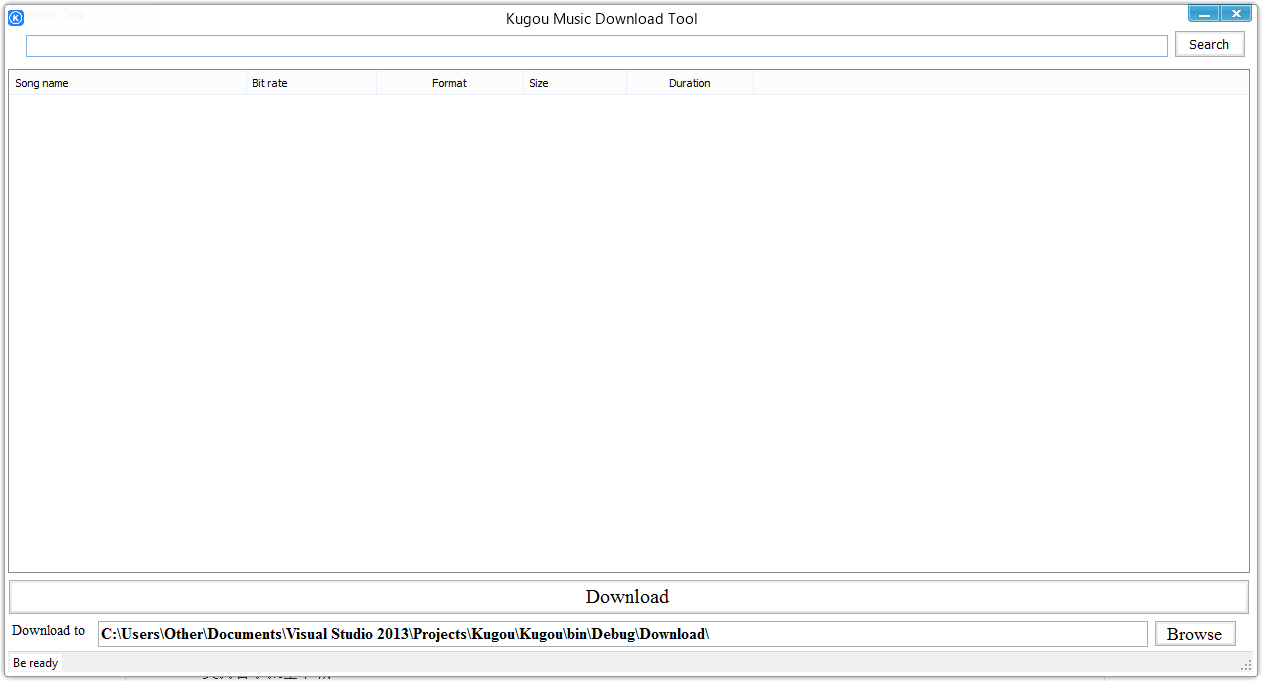 Kugou Music Download Tool
Search
Song name Bit rate Format Size Duration
Download
Download to C:\Users\Other\Documents\Visual Studio 2013\Projects\Kugou\Kugou\bin\Debug\Download\ Browse
Be ready